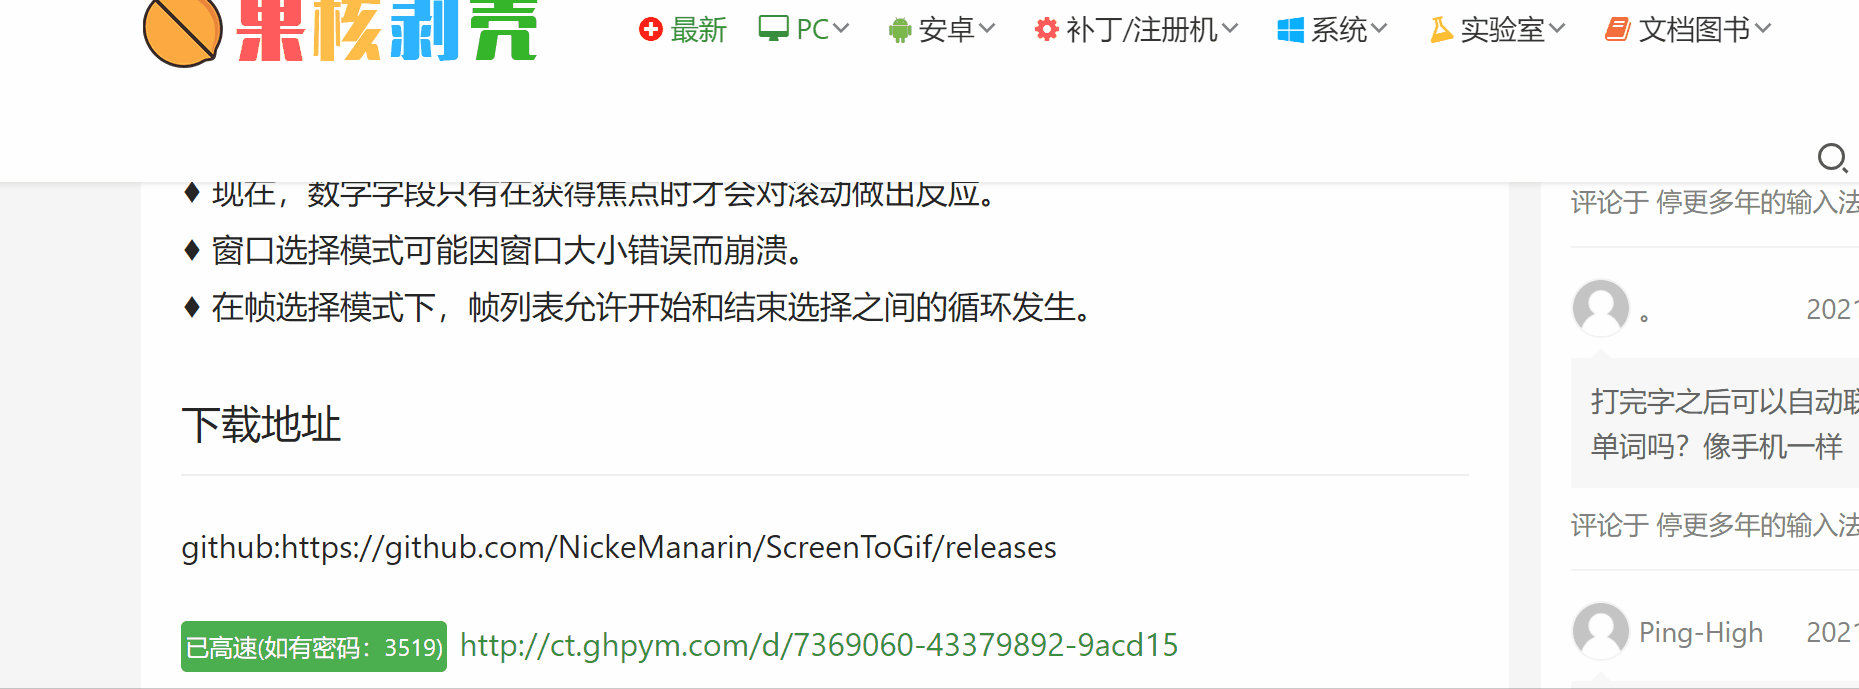 果核剥壳
最新 PC 安卓 补丁/注册机 系统 实验室 文档图书
♦ 现在，数字字段只有在获得焦点时才会对滚动做出反应。
♦ 窗口选择模式可能因窗口大小错误而崩溃。
♦ 在帧选择模式下，帧列表允许开始和结束选择之间的循环发生。
下载地址
github:https://github.com/NickeManarin/ScreenToGif/releases
已高速(如有密码：3519) http://ct.ghpym.com/d/7369060-43379892-9acd15
评论于 停更多年的输入法
。 2021
打完字之后可以自动联
单词吗？像手机一样
评论于 停更多年的输入法
Ping-High 2021